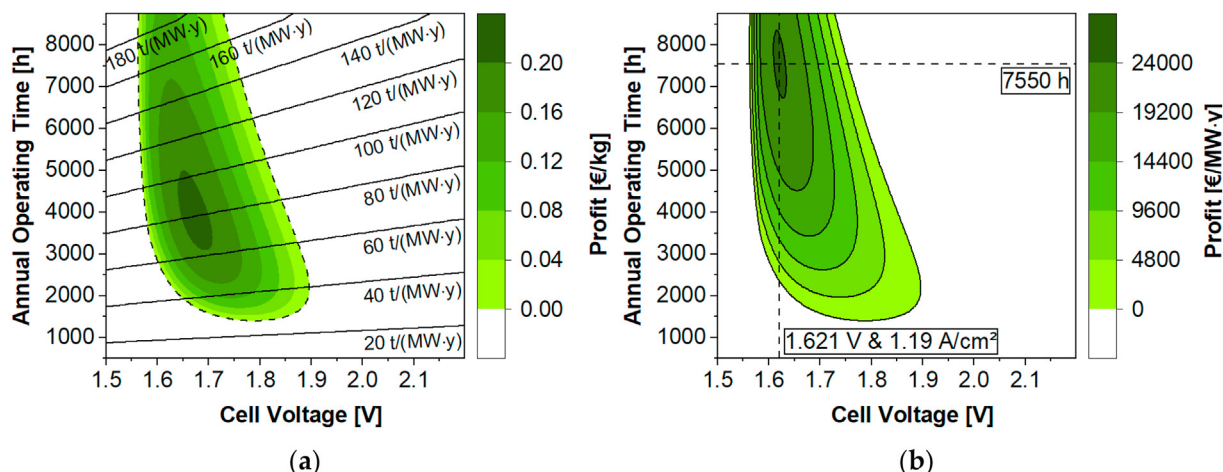 8000
7000
6000
5000
4000
3000
2000
1000
Annual Operating Time [h]
180 t/(MW·y)
160 t/(MW·y)
140 t/(MW·y)
120 t/(MW·y)
100 t/(MW·y)
80 t/(MW·y)
60 t/(MW·y)
40 t/(MW·y)
20 t/(MW·y)
1.5 1.6 1.7 1.8 1.9 2.0 2.1
Cell Voltage [V]
0.20
0.16
0.12
0.08
0.04
0.00
Profit [€/kg]
(a)
8000
7000
6000
5000
4000
3000
2000
1000
Annual Operating Time [h]
7550 h
1.621 V & 1.19 A/cm²
1.5 1.6 1.7 1.8 1.9 2.0 2.1
Cell Voltage [V]
24000
19200
14400
9600
4800
0
Profit [€/MW·y]
(b)